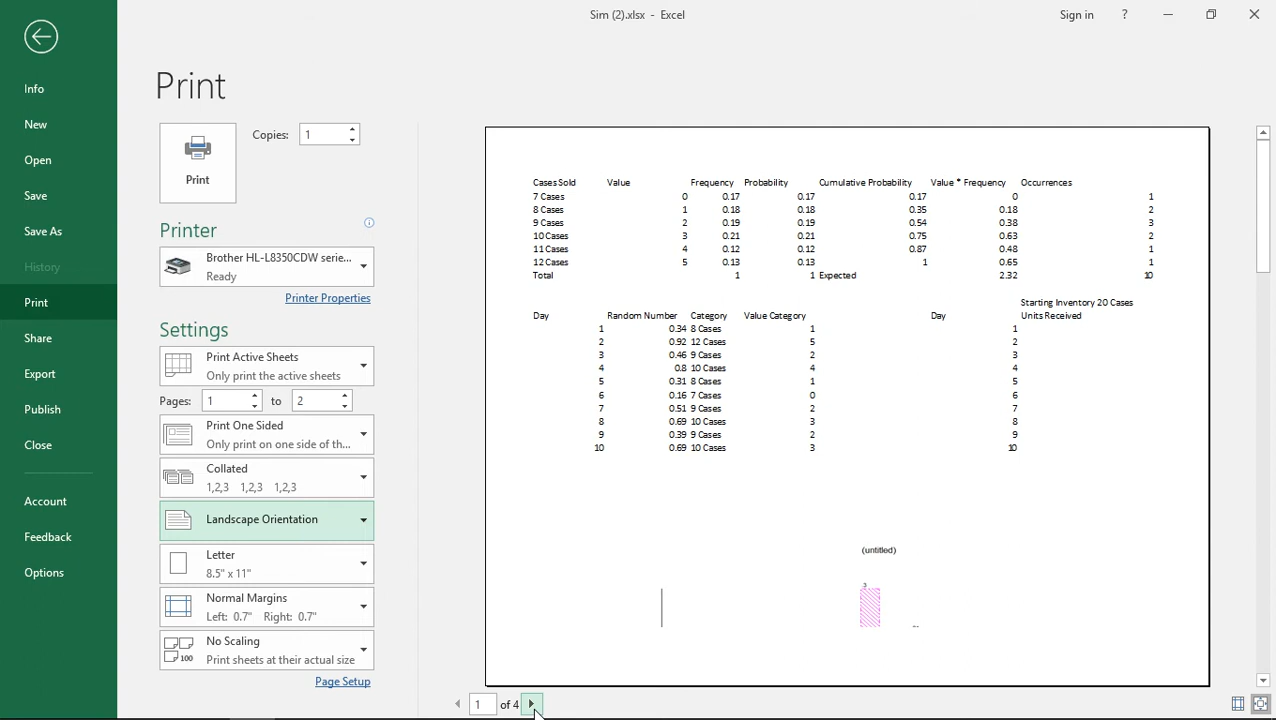 Sim (2).xlsx - Excel
Sign in
?
Info
New
Open
Save
Save As
History
Print
Share
Export
Publish
Close
Account
Feedback
Options
Print
Print
Copies: 1
Printer
Brother HL-L8350CDW serie...
Ready
Printer Properties
Settings
Print Active Sheets
Only print the active sheets
Pages: 1 to 2
Print One Sided
Only print on one side of th...
Collated
1,2,3 1,2,3 1,2,3
Landscape Orientation
Letter
8.5" x 11"
Normal Margins
Left: 0.7" Right: 0.7"
No Scaling
100
Print sheets at their actual size
Page Setup
Cases Sold Value Frequency Probability Cumulative Probability Value * Frequency Occurrences
7 Cases 0 0.17 0.17 0.17 0 1
8 Cases 1 0.18 0.18 0.35 0.18 2
9 Cases 2 0.19 0.19 0.54 0.38 3
10 Cases 3 0.21 0.21 0.75 0.63 2
11 Cases 4 0.12 0.12 0.87 0.48 1
12 Cases 5 0.13 0.13 1 0.65 1
Total 1 1 Expected 2.32 10
Starting Inventory 20 Cases
Day Random Number Category Value Category Day Units Received
1 0.34 8 Cases 1 1
2 0.92 12 Cases 5 2
3 0.46 9 Cases 2 3
4 0.8 10 Cases 4 4
5 0.31 8 Cases 1 5
6 0.16 7 Cases 0 6
7 0.51 9 Cases 2 7
8 0.69 10 Cases 3 8
9 0.39 9 Cases 2 9
10 0.69 10 Cases 3 10
(untitled)
3
1 of 4